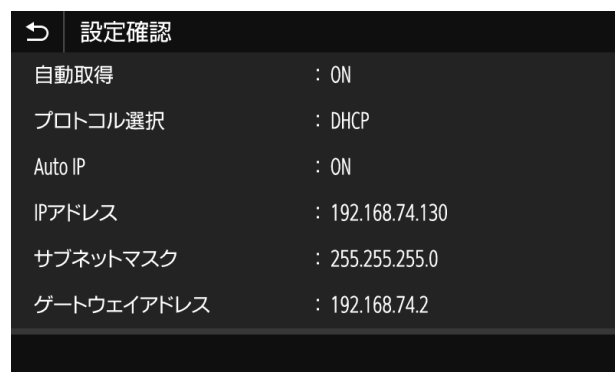 設定確認
自動取得 : ON
プロトコル選択 : DHCP
Auto IP : ON
IPアドレス : 192.168.74.130
サブネットマスク : 255.255.255.0
ゲートウェイアドレス : 192.168.74.2